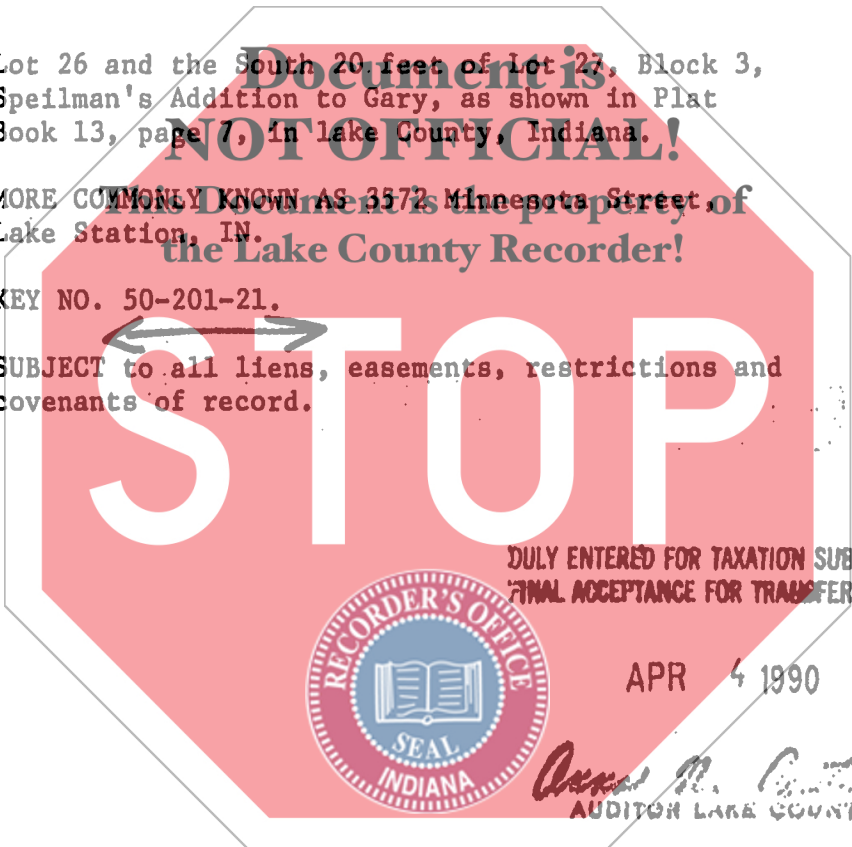 Document is
Lot 26 and the South 20 feet of Lot 27, Block 3,
Speilman's Addition to Gary, as shown in Plat
Book 13, page 7, in lake County, Indiana.
NOT OFFICIAL!
MORE COMMONLY KNOWN AS 3572 Minnesota Street,
This Document is the property of
Lake Station, IN.
the Lake County Recorder!
KEY NO. 50-201-21.
STOP
SUBJECT to all liens, easements, restrictions and
covenants of record.
DULY ENTERED FOR TAXATION SUB
FINAL ACCEPTANCE FOR TRANSFER
RECORDER'S OFFICE
APR 4 1990
SEAL
INDIANA
AUDITOR LAKE COUNT